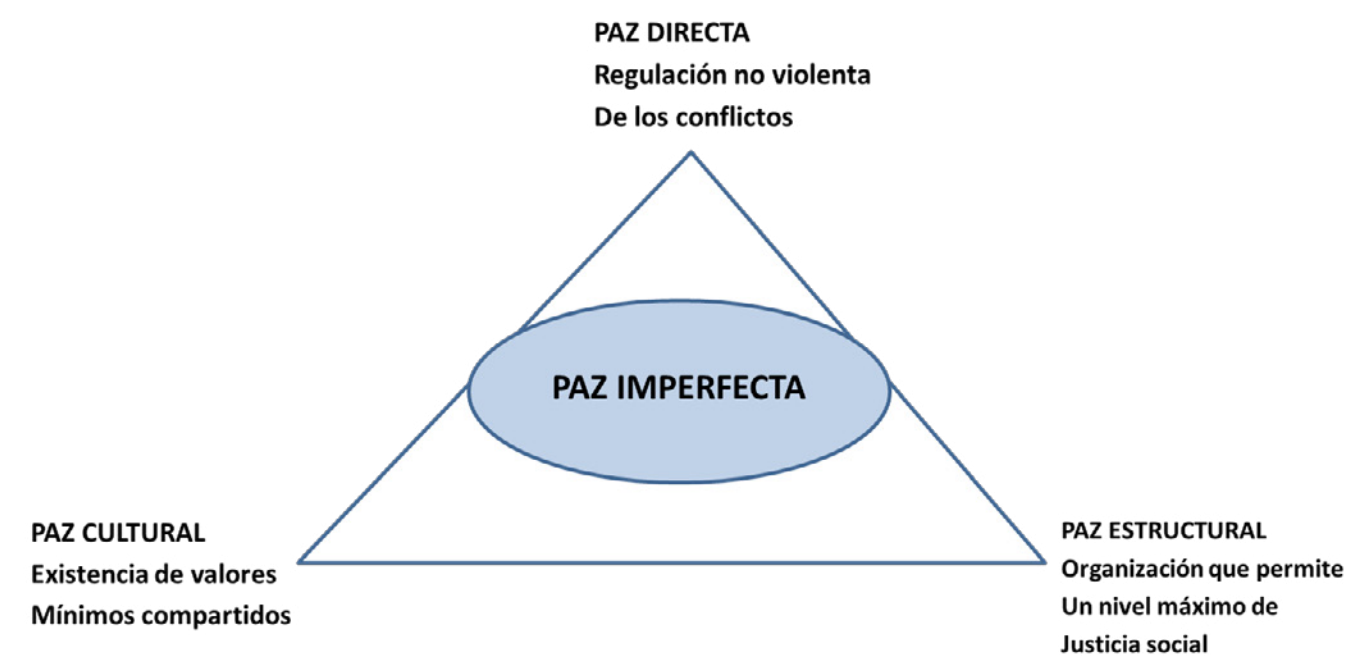 PAZ DIRECTA
Regulación no violenta
De los conflictos
PAZ IMPERFECTA
PAZ CULTURAL
Existencia de valores
Mínimos compartidos
PAZ ESTRUCTURAL
Organización que permite
Un nivel máximo de
Justicia social